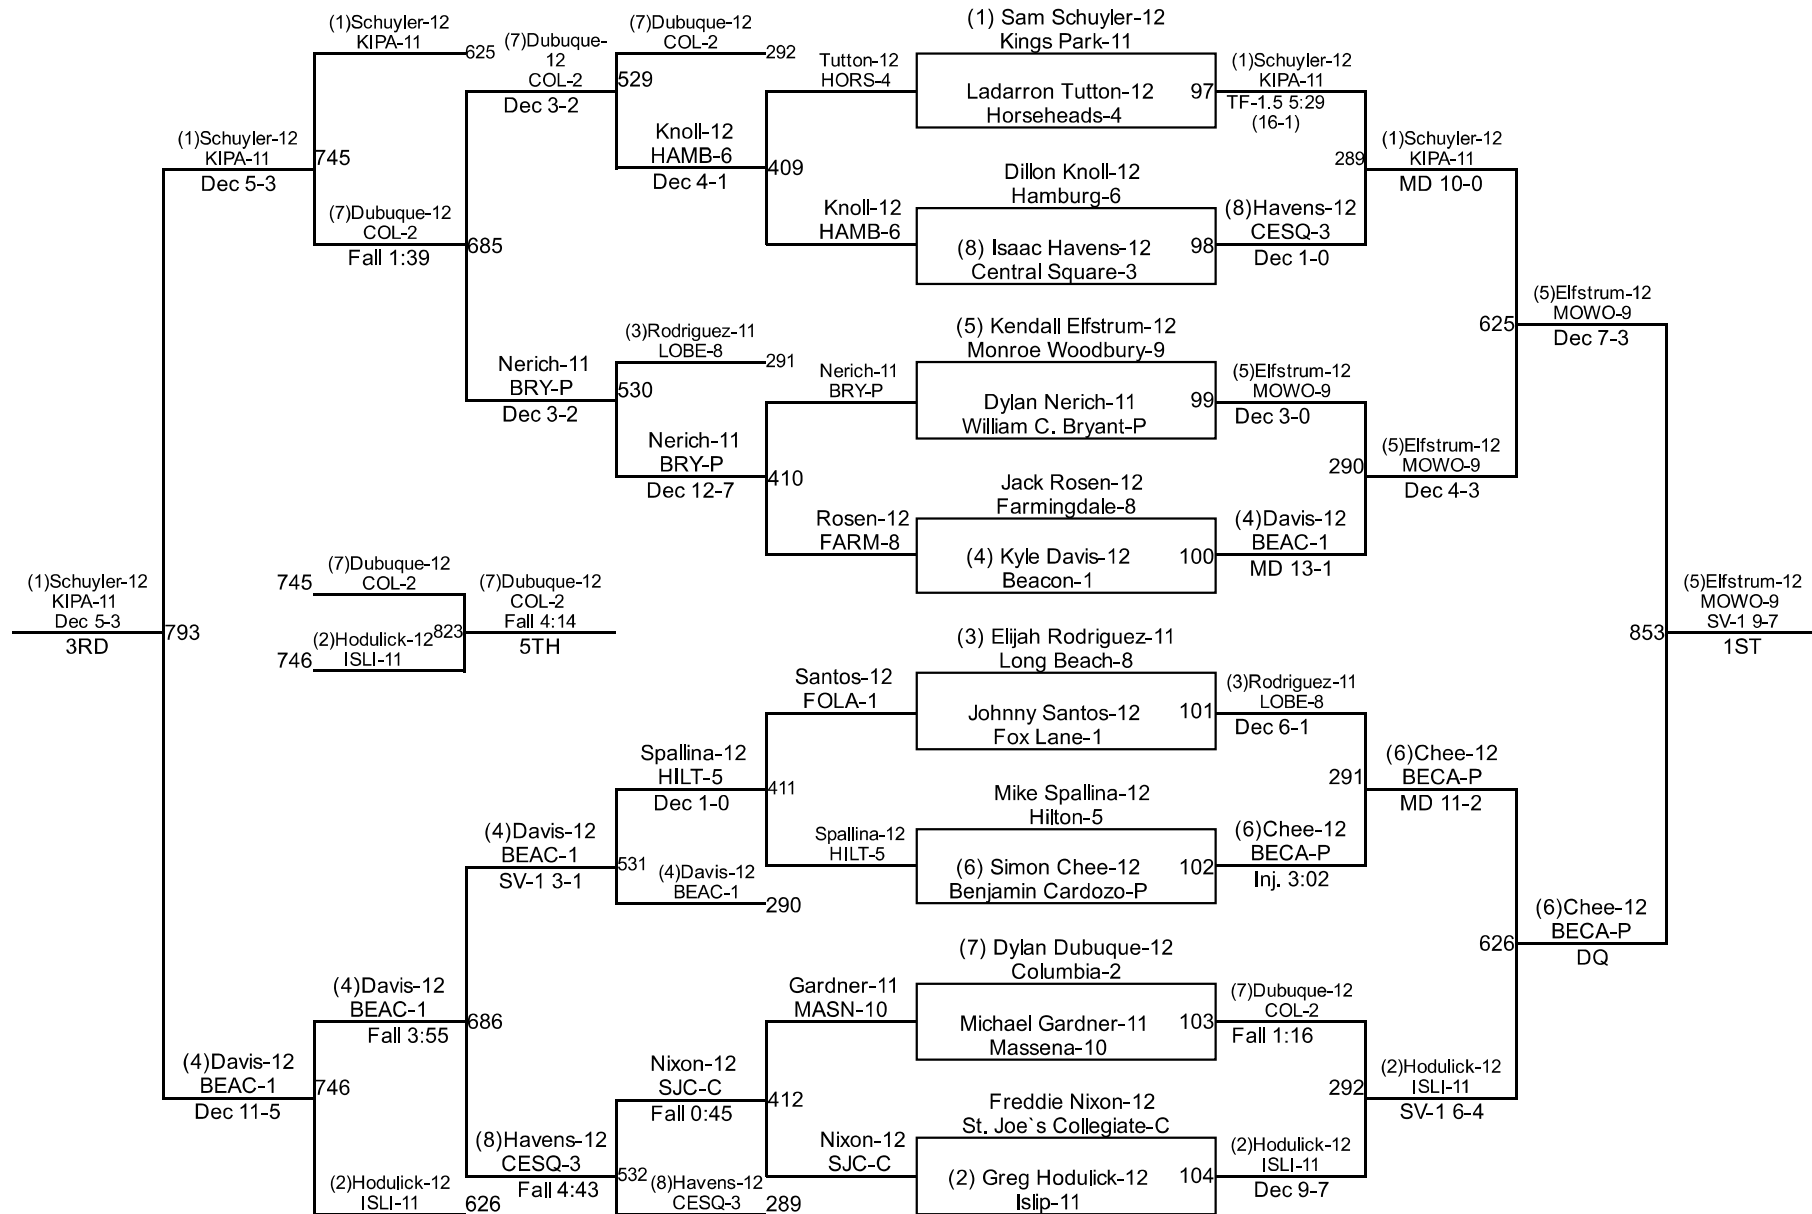 (1)Schuyler-12
KIPA-11
625
(7)Dubuque-
12
COL-2
Dec 3-2
(7)Dubuque-12
COL-2
292
529
Tutton-12
HORS-4
(1) Sam Schuyler-12
Kings Park-11
Ladarron Tutton-12
Horseheads-4
97
(1)Schuyler-12
KIPA-11
TF-1.5 5:29
(16-1)
(1)Schuyler-12
KIPA-11
Dec 5-3
745
Knoll-12
HAMB-6
Dec 4-1
409
289
(1)Schuyler-12
KIPA-11
MD 10-0
(7)Dubuque-12
COL-2
Fall 1:39
685
Knoll-12
HAMB-6
Dillon Knoll-12
Hamburg-6
(8) Isaac Havens-12
Central Square-3
98
(8)Havens-12
CESQ-3
Dec 1-0
(3)Rodriguez-11
LOBE-8
291
(5) Kendall Elfstrum-12
Monroe Woodbury-9
625
(5)Elfstrum-12
MOWO-9
Dec 7-3
Nerich-11
BRY-P
Dec 3-2
530
Nerich-11
BRY-P
Dylan Nerich-11
William C. Bryant-P
99
(5)Elfstrum-12
MOWO-9
Dec 3-0
Nerich-11
BRY-P
Dec 12-7
410
290
(5)Elfstrum-12
MOWO-9
Dec 4-3
Rosen-12
FARM-8
Jack Rosen-12
Farmingdale-8
(4) Kyle Davis-12
Beacon-1
100
(4)Davis-12
BEAC-1
MD 13-1
(1)Schuyler-12
KIPA-11
Dec 5-3
3RD
793
745
(7)Dubuque-12
COL-2
746
(2)Hodulick-12
ISLI-11
823
(7)Dubuque-12
COL-2
Fall 4:14
5TH
853
(5)Elfstrum-12
MOWO-9
SV-1 9-7
1ST
Santos-12
FOLA-1
(3) Elijah Rodriguez-11
Long Beach-8
Johnny Santos-12
Fox Lane-1
101
(3)Rodriguez-11
LOBE-8
Dec 6-1
Spallina-12
HILT-5
Dec 1-0
411
291
(6)Chee-12
BECA-P
MD 11-2
(4)Davis-12
BEAC-1
SV-1 3-1
531
(4)Davis-12
BEAC-1
290
Spallina-12
HILT-5
Mike Spallina-12
Hilton-5
(6) Simon Chee-12
Benjamin Cardozo-P
102
(6)Chee-12
BECA-P
Inj. 3:02
626
(6)Chee-12
BECA-P
DQ
(4)Davis-12
BEAC-1
Fall 3:55
686
Gardner-11
MASN-10
(7) Dylan Dubuque-12
Columbia-2
Michael Gardner-11
Massena-10
103
(7)Dubuque-12
COL-2
Fall 1:16
(4)Davis-12
BEAC-1
Dec 11-5
746
Nixon-12
SJC-C
Fall 0:45
412
292
(2)Hodulick-12
ISLI-11
SV-1 6-4
(2)Hodulick-12
ISLI-11
626
(8)Havens-12
CESQ-3
Fall 4:43
532
(8)Havens-12
CESQ-3
289
Nixon-12
SJC-C
Freddie Nixon-12
St. Joe`s Collegiate-C
(2) Greg Hodulick-12
Islip-11
104
(2)Hodulick-12
ISLI-11
Dec 9-7